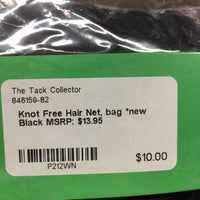 The Tack Collector
846159-82
Knot Free Hair Net, bag *new
Black MSRP: $13.95
$10.00
P212WN